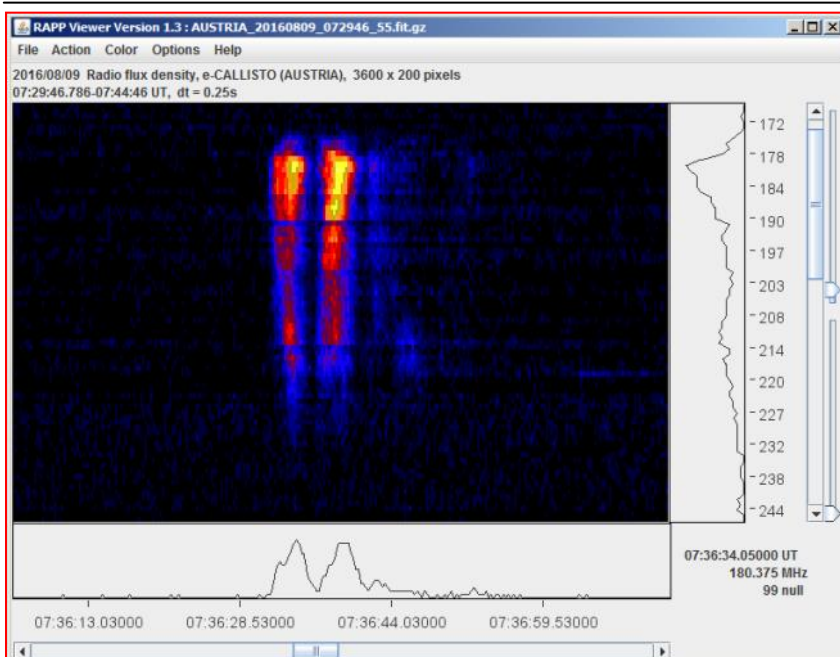 RAPP Viewer Version 1.3 : AUSTRIA_20160809_072946_55.fit.gz
File Action Color Options Help
2016/08/09 Radio flux density, e-CALLISTO (AUSTRIA), 3600 x 200 pixels
07:29:46.786-07:44:46 UT, dt = 0.25s
172
178
184
190
197
203
208
214
220
227
232
238
244
07:36:34.05000 UT
180.375 MHz
99 null
07:36:13.03000 07:36:28.53000 07:36:44.03000 07:36:59.53000